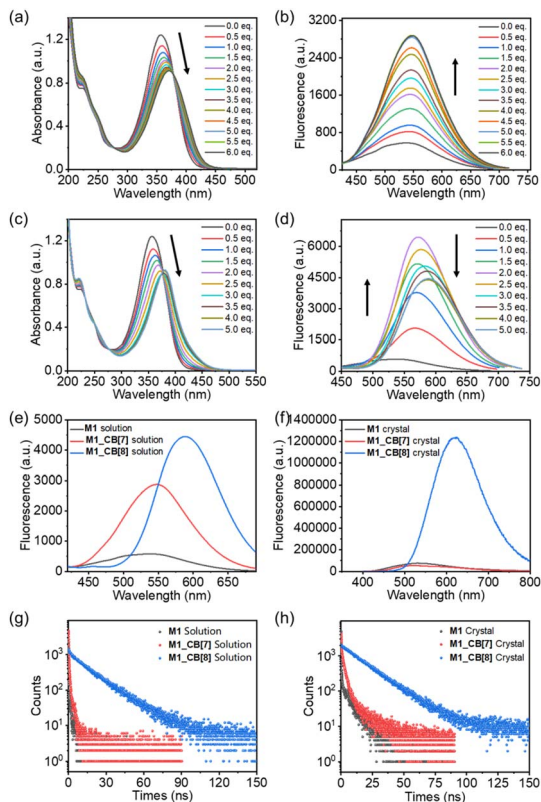 (a)
Absorbance (a.u.)
1.2
0.8
0.4
0.0
0.0 eq.
0.5 eq.
1.0 eq.
1.5 eq.
2.0 eq.
2.5 eq.
3.0 eq.
3.5 eq.
4.0 eq.
4.5 eq.
5.0 eq.
5.5 eq.
6.0 eq.
200 250 300 350 400 450 500 550
Wavelength (nm)
(b)
Fluorescence (a.u.)
3200
2400
1600
800
0
0.0 eq.
0.5 eq.
1.0 eq.
1.5 eq.
2.0 eq.
2.5 eq.
3.0 eq.
3.5 eq.
4.0 eq.
4.5 eq.
5.0 eq.
5.5 eq.
6.0 eq.
450 500 550 600 650 700 750
Wavelength (nm)
(c)
Absorbance (a.u.)
1.2
0.8
0.4
0.0
0.0 eq.
0.5 eq.
1.0 eq.
1.5 eq.
2.0 eq.
2.5 eq.
3.0 eq.
3.5 eq.
4.0 eq.
5.0 eq.
200 250 300 350 400 450 500 550
Wavelength (nm)
(d)
Fluorescence (a.u.)
6000
4500
3000
1500
0
0.0 eq.
0.5 eq.
1.0 eq.
1.5 eq.
2.0 eq.
2.5 eq.
3.0 eq.
3.5 eq.
4.0 eq.
5.0 eq.
450 500 550 600 650 700 750
Wavelength (nm)
(e)
Fluorescence (a.u.)
5000
4000
3000
2000
1000
0
M1 solution
M1_CB[7] solution
M1_CB[8] solution
450 500 550 600 650
Wavelength (nm)
(f)
Fluorescence (a.u.)
1400000
1200000
1000000
800000
600000
400000
200000
0
M1 crystal
M1_CB[7] crystal
M1_CB[8] crystal
400 500 600 700 800
Wavelength (nm)
(g)
Counts
10³
10²
10¹
10⁰
M1 Solution
M1_CB[7] Solution
M1_CB[8] Solution
0 30 60 90 120 150
Times (ns)
(h)
Counts
10³
10²
10¹
10⁰
M1 Crystal
M1_CB[7] Crystal
M1_CB[8] Crystal
0 25 50 75 100 125 150
Times (ns)